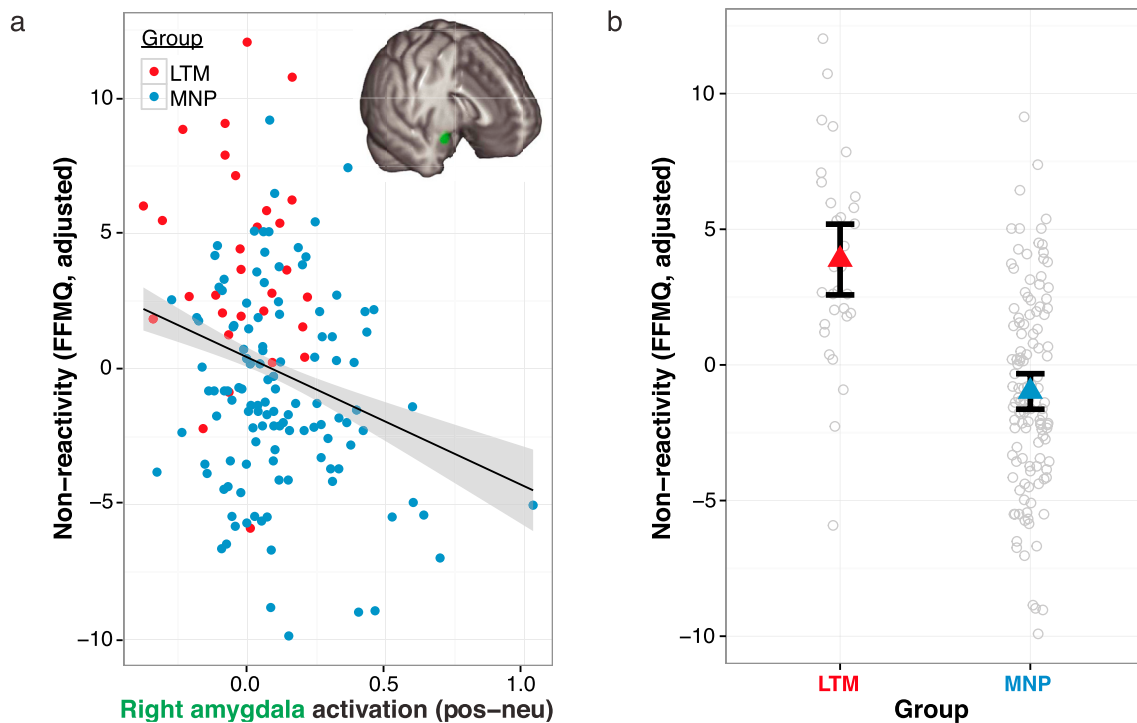 a
b
Group
LTM
MNP
Non−reactivity (FFMQ, adjusted)
10
5
0
−5
−10
0.0
0.5
1.0
Right amygdala activation (pos−neu)
Non−reactivity (FFMQ, adjusted)
10
5
0
−5
−10
LTM
MNP
Group